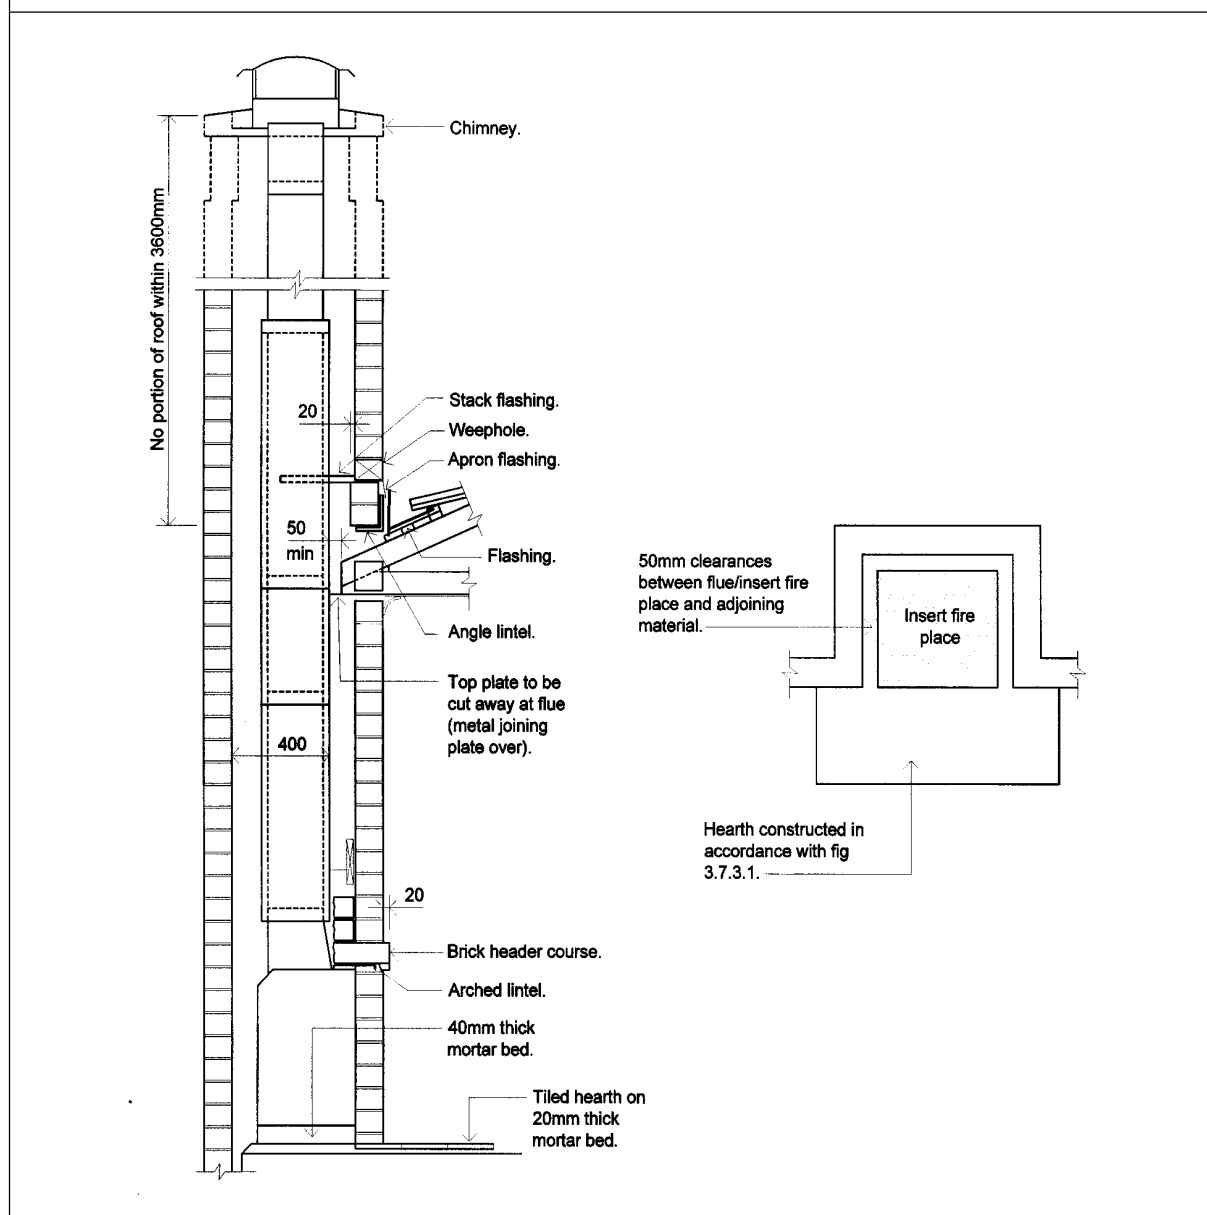 Chimney.
No portion of roof within 3600mm
Stack flashing.
20
Weephole.
Apron flashing.
50
min
Flashing.
Angle lintel.
Top plate to be
cut away at flue
(metal joining
plate over).
400
20
Brick header course.
Arched lintel.
40mm thick
mortar bed.
Tiled hearth on
20mm thick
mortar bed.
50mm clearances
between flue/insert fire
place and adjoining
material.
Insert fire
place
Hearth constructed in
accordance with fig
3.7.3.1.